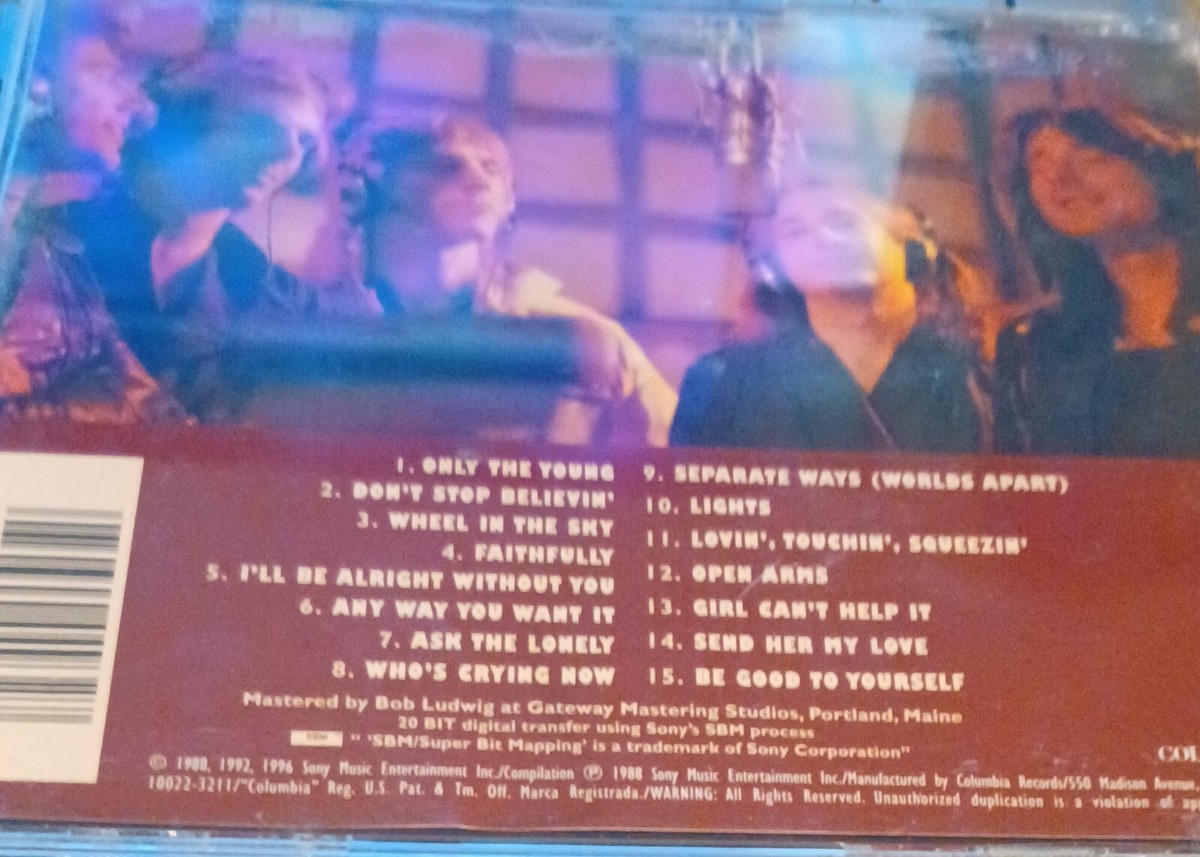 1. ONLY THE YOUNG
2. DON'T STOP BELIEVIN'
3. WHEEL IN THE SKY
4. FAITHFULLY
5. I'LL BE ALRIGHT WITHOUT YOU
6. ANY WAY YOU WANT IT
7. ASK THE LONELY
8. WHO'S CRYING NOW
9. SEPARATE WAYS (WORLDS APART)
10. LIGHTS
11. LOVIN', TOUCHIN', SQUEEZIN'
12. OPEN ARMS
13. GIRL CAN'T HELP IT
14. SEND HER MY LOVE
15. BE GOOD TO YOURSELF
Mastered by Bob Ludwig at Gateway Mastering Studios, Portland, Maine
20 BIT digital transfer using Sony's SBM process
" 'SBM/Super Bit Mapping' is a trademark of Sony Corporation"
COL
© 1988, 1992, 1996 Sony Music Entertainment Inc./Compilation ℗ 1988 Sony Music Entertainment Inc./Manufactured by Columbia Records/550 Madison Avenue
10022-3211/"Columbia" Reg. U.S. Pat. & Tm. Off. Marca Registrada./WARNING: All Rights Reserved. Unauthorized duplication is a violation of ap